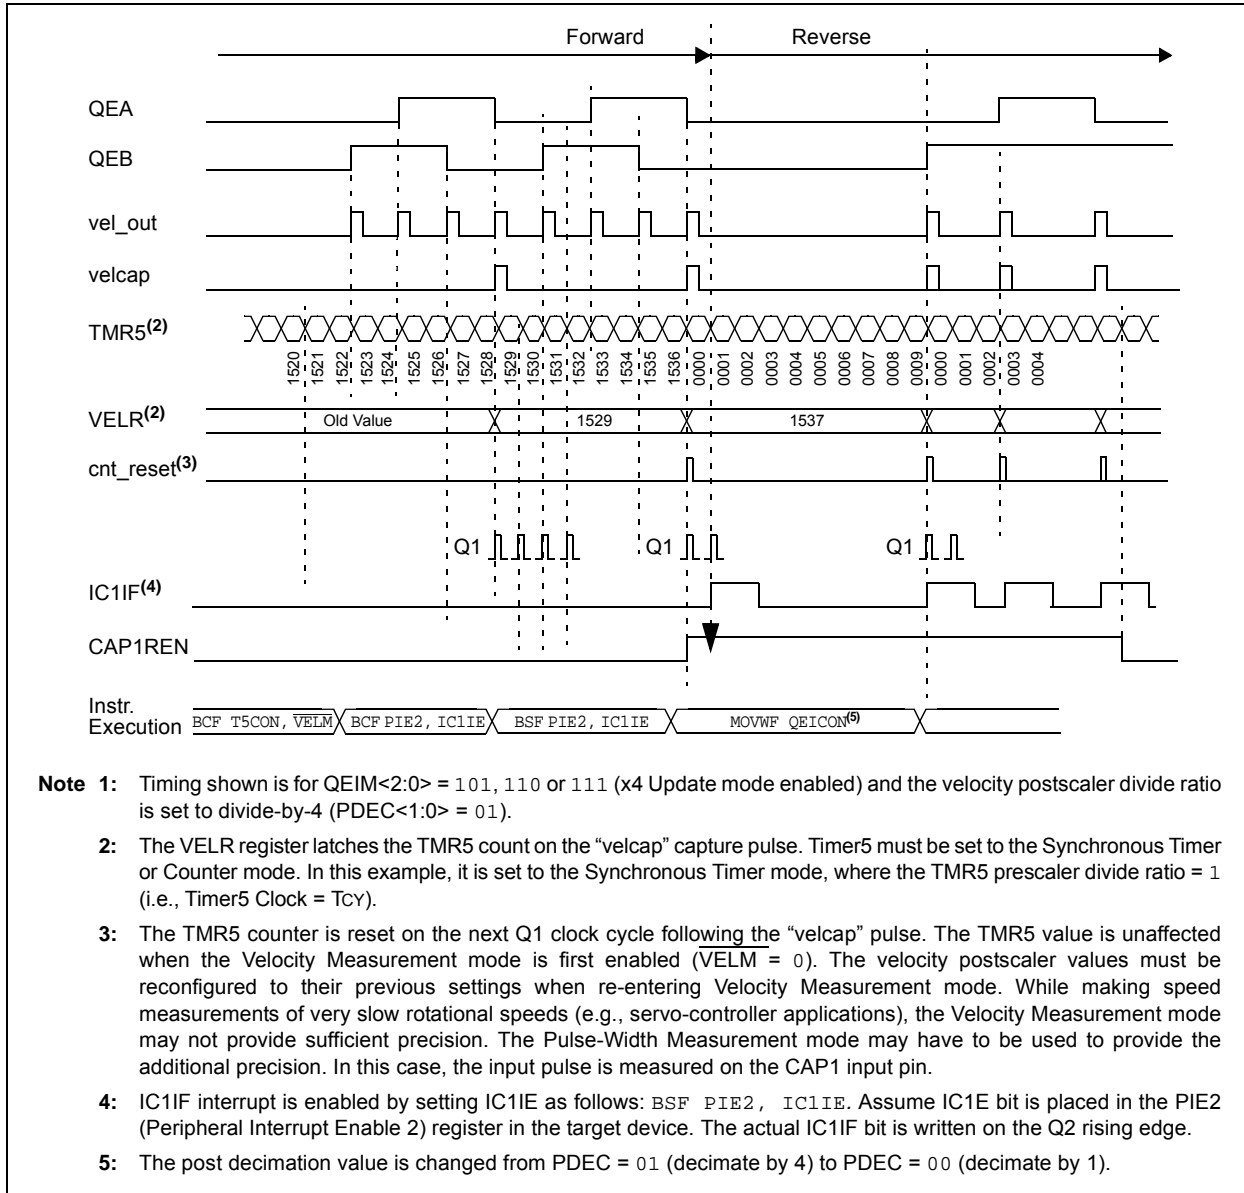 Forward Reverse
QEA
QEB
vel_out
velcap
TMR5(2)
1520 1521 1522 1523 1524 1525 1526 1527 1528 1529 1530 1531 1532 1533 1534 1535 1536 0000 0001 0002 0003 0004 0005 0006 0007 0008 0009 0000 0001 0002 0003 0004
VELR(2) Old Value 1529 1537
cnt_reset(3)
Q1 Q1 Q1
IC1IF(4)
CAP1REN
Instr.
Execution BCF T5CON, VELM BCF PIE2, IC1IE BSF PIE2, IC1IE MOVWF QEICON(5)
Note 1: Timing shown is for QEIM<2:0> = 101, 110 or 111 (x4 Update mode enabled) and the velocity postscaler divide ratio
is set to divide-by-4 (PDEC<1:0> = 01).
2: The VELR register latches the TMR5 count on the “velcap” capture pulse. Timer5 must be set to the Synchronous Timer
or Counter mode. In this example, it is set to the Synchronous Timer mode, where the TMR5 prescaler divide ratio = 1
(i.e., Timer5 Clock = TCY).
3: The TMR5 counter is reset on the next Q1 clock cycle following the “velcap” pulse. The TMR5 value is unaffected
when the Velocity Measurement mode is first enabled (VELM = 0). The velocity postscaler values must be
reconfigured to their previous settings when re-entering Velocity Measurement mode. While making speed
measurements of very slow rotational speeds (e.g., servo-controller applications), the Velocity Measurement mode
may not provide sufficient precision. The Pulse-Width Measurement mode may have to be used to provide the
additional precision. In this case, the input pulse is measured on the CAP1 input pin.
4: IC1IF interrupt is enabled by setting IC1IE as follows: BSF PIE2, IC1IE. Assume IC1E bit is placed in the PIE2
(Peripheral Interrupt Enable 2) register in the target device. The actual IC1IF bit is written on the Q2 rising edge.
5: The post decimation value is changed from PDEC = 01 (decimate by 4) to PDEC = 00 (decimate by 1).